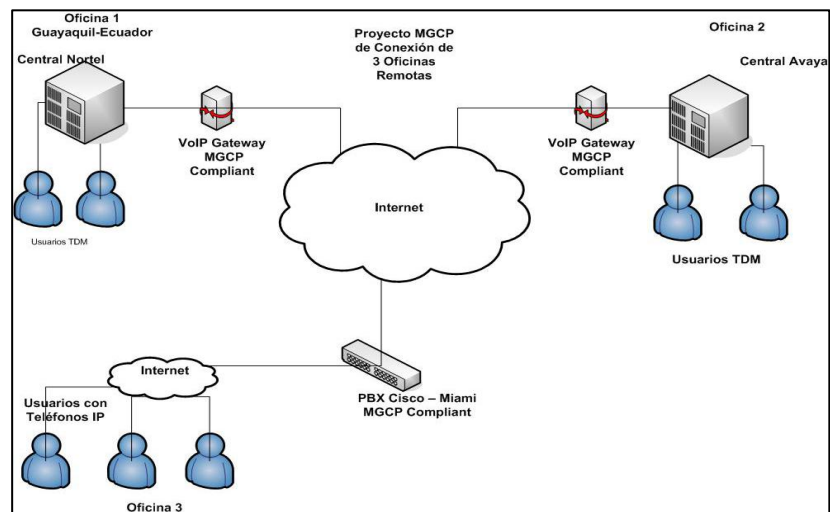 Oficina 1
Guayaquil-Ecuador
Central Nortel
VoIP Gateway
MGCP
Compliant
Usuarios TDM
Proyecto MGCP
de Conexión de
3 Oficinas
Remotas
Internet
Oficina 2
Central Avaya
VoIP Gateway
MGCP
Compliant
Usuarios TDM
PBX Cisco – Miami
MGCP Compliant
Internet
Usuarios con
Teléfonos IP
Oficina 3